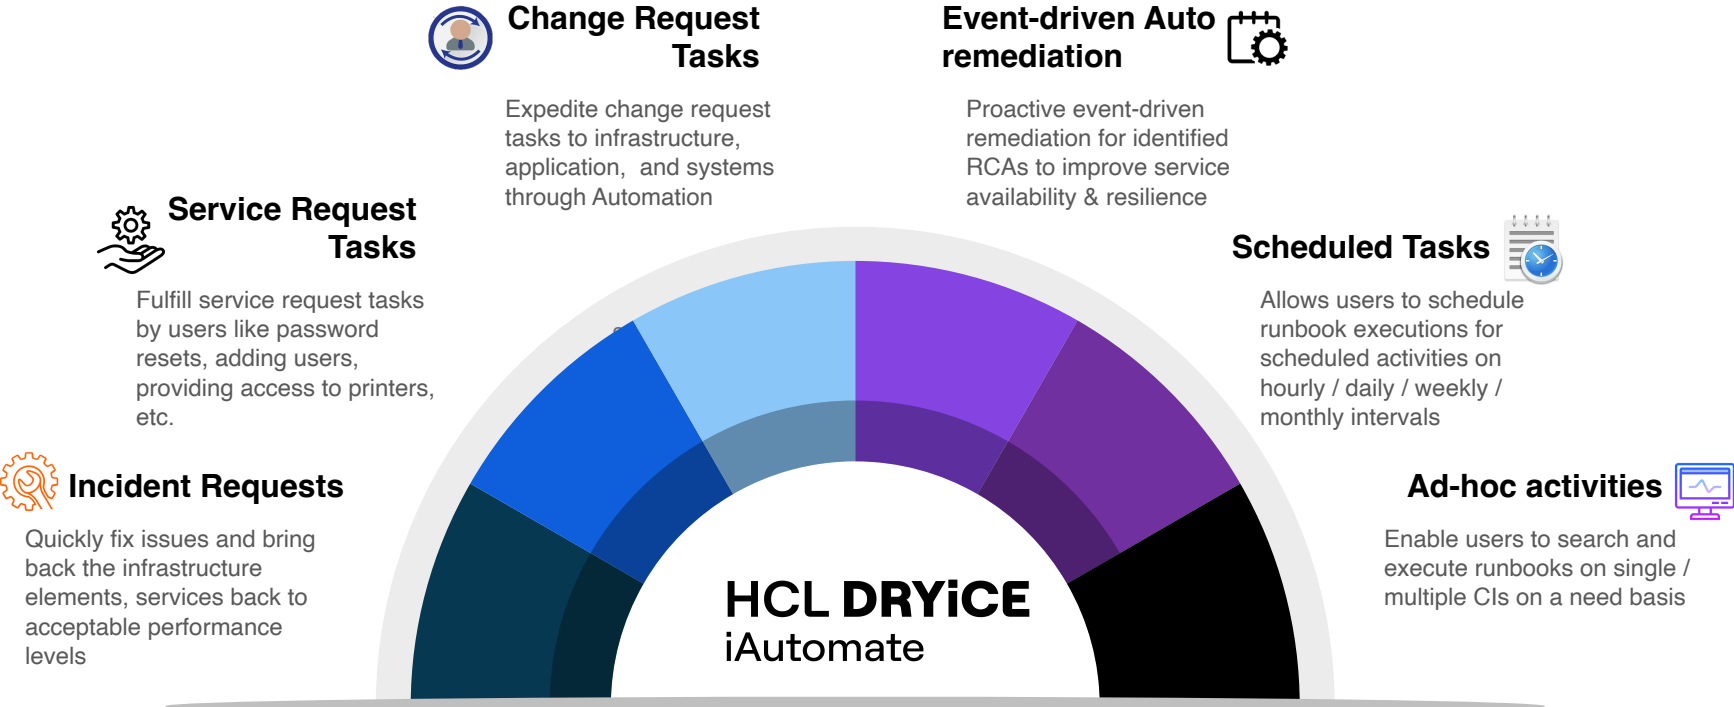 Change Request
Tasks
Expedite change request
tasks to infrastructure,
application,  and systems
through Automation
Event-driven Auto
remediation
Proactive event-driven
remediation for identified
RCAs to improve service
availability & resilience
Service Request
Tasks
Fulfill service request tasks
by users like password
resets, adding users,
providing access to printers,
etc.
Scheduled Tasks
Allows users to schedule
runbook executions for
scheduled activities on
hourly / daily / weekly /
monthly intervals
Incident Requests
Quickly fix issues and bring
back the infrastructure
elements, services back to
acceptable performance
levels
Ad-hoc activities
Enable users to search and
execute runbooks on single /
multiple CIs on a need basis
HCL DRYiCE
iAutomate